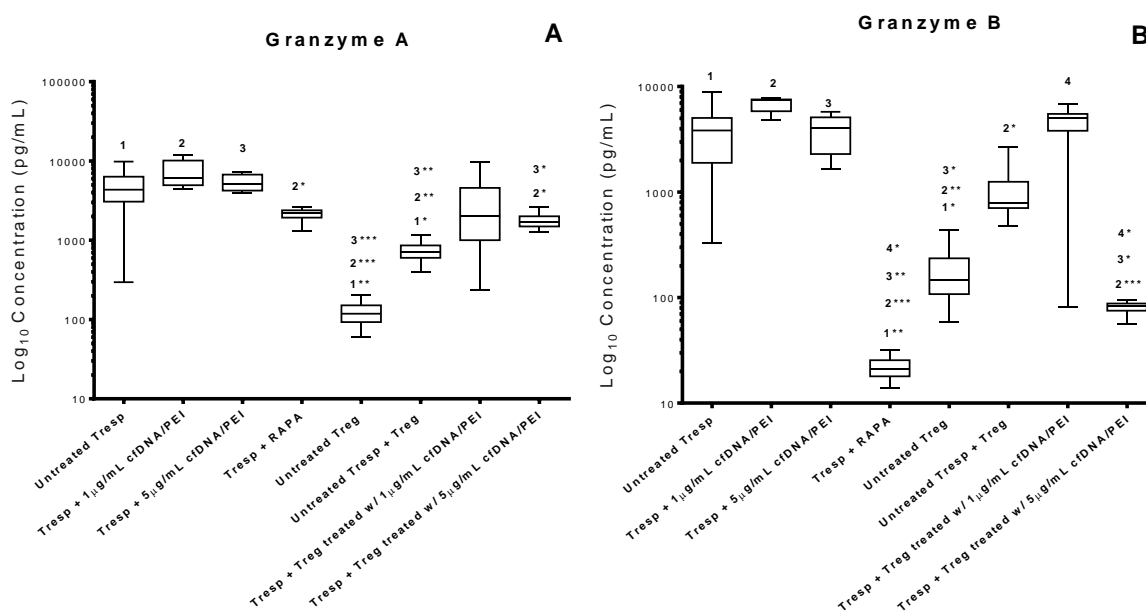 Granzyme A
A
Log10 Concentration (pg/mL)
100000
10000
1000
100
10
1
2
3
2*
3***
2***
1**
3**
2**
1*
3*
2*
Untreated Tresp
Tresp + 1µg/mL cfDNA/PEI
Tresp + 5µg/mL cfDNA/PEI
Tresp + RAPA
Untreated Treg
Untreated Tresp + Treg
Tresp + Treg treated w/ 1µg/mL cfDNA/PEI
Tresp + Treg treated w/ 5µg/mL cfDNA/PEI
Granzyme B
B
Log10 Concentration (pg/mL)
10000
1000
100
10
1
2
3
4*
3**
2***
1**
3*
2**
1*
2*
4
4*
3*
2***
Untreated Tresp
Tresp + 1µg/mL cfDNA/PEI
Tresp + 5µg/mL cfDNA/PEI
Tresp + RAPA
Untreated Treg
Untreated Tresp + Treg
Tresp + Treg treated w/ 1µg/mL cfDNA/PEI
Tresp + Treg treated w/ 5µg/mL cfDNA/PEI